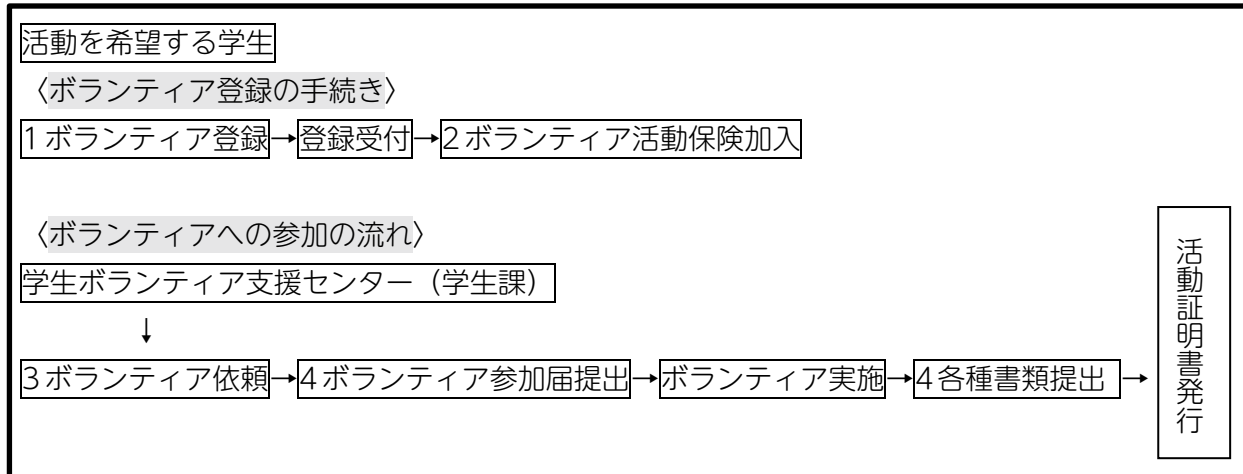 活動を希望する学生
〈ボランティア登録の手続き〉
1ボランティア登録→登録受付→2ボランティア活動保険加入
〈ボランティアへの参加の流れ〉
学生ボランティア支援センター（学生課）
↓
3ボランティア依頼→4ボランティア参加届提出→ボランティア実施→4各種書類提出→
活動証明書発行